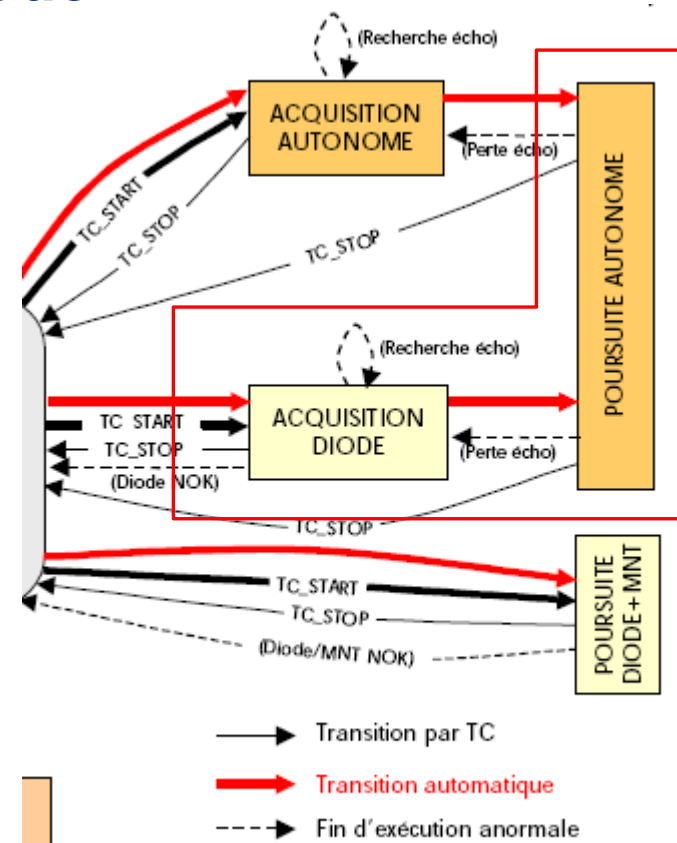 (Recherche écho)
ACQUISITION
AUTONOME
(Perte écho)
TC_START
TC_STOP
TC_STOP
POURSUITE AUTONOME
(Recherche écho)
ACQUISITION
DIODE
TC START
TC_STOP
(Diode NOK)
(Perte écho)
TC_STOP
TC_START
TC_STOP
(Diode/MNT NOK)
POURSUITE
DIODE+MNT
Transition par TC
Transition automatique
Fin d'exécution anormale